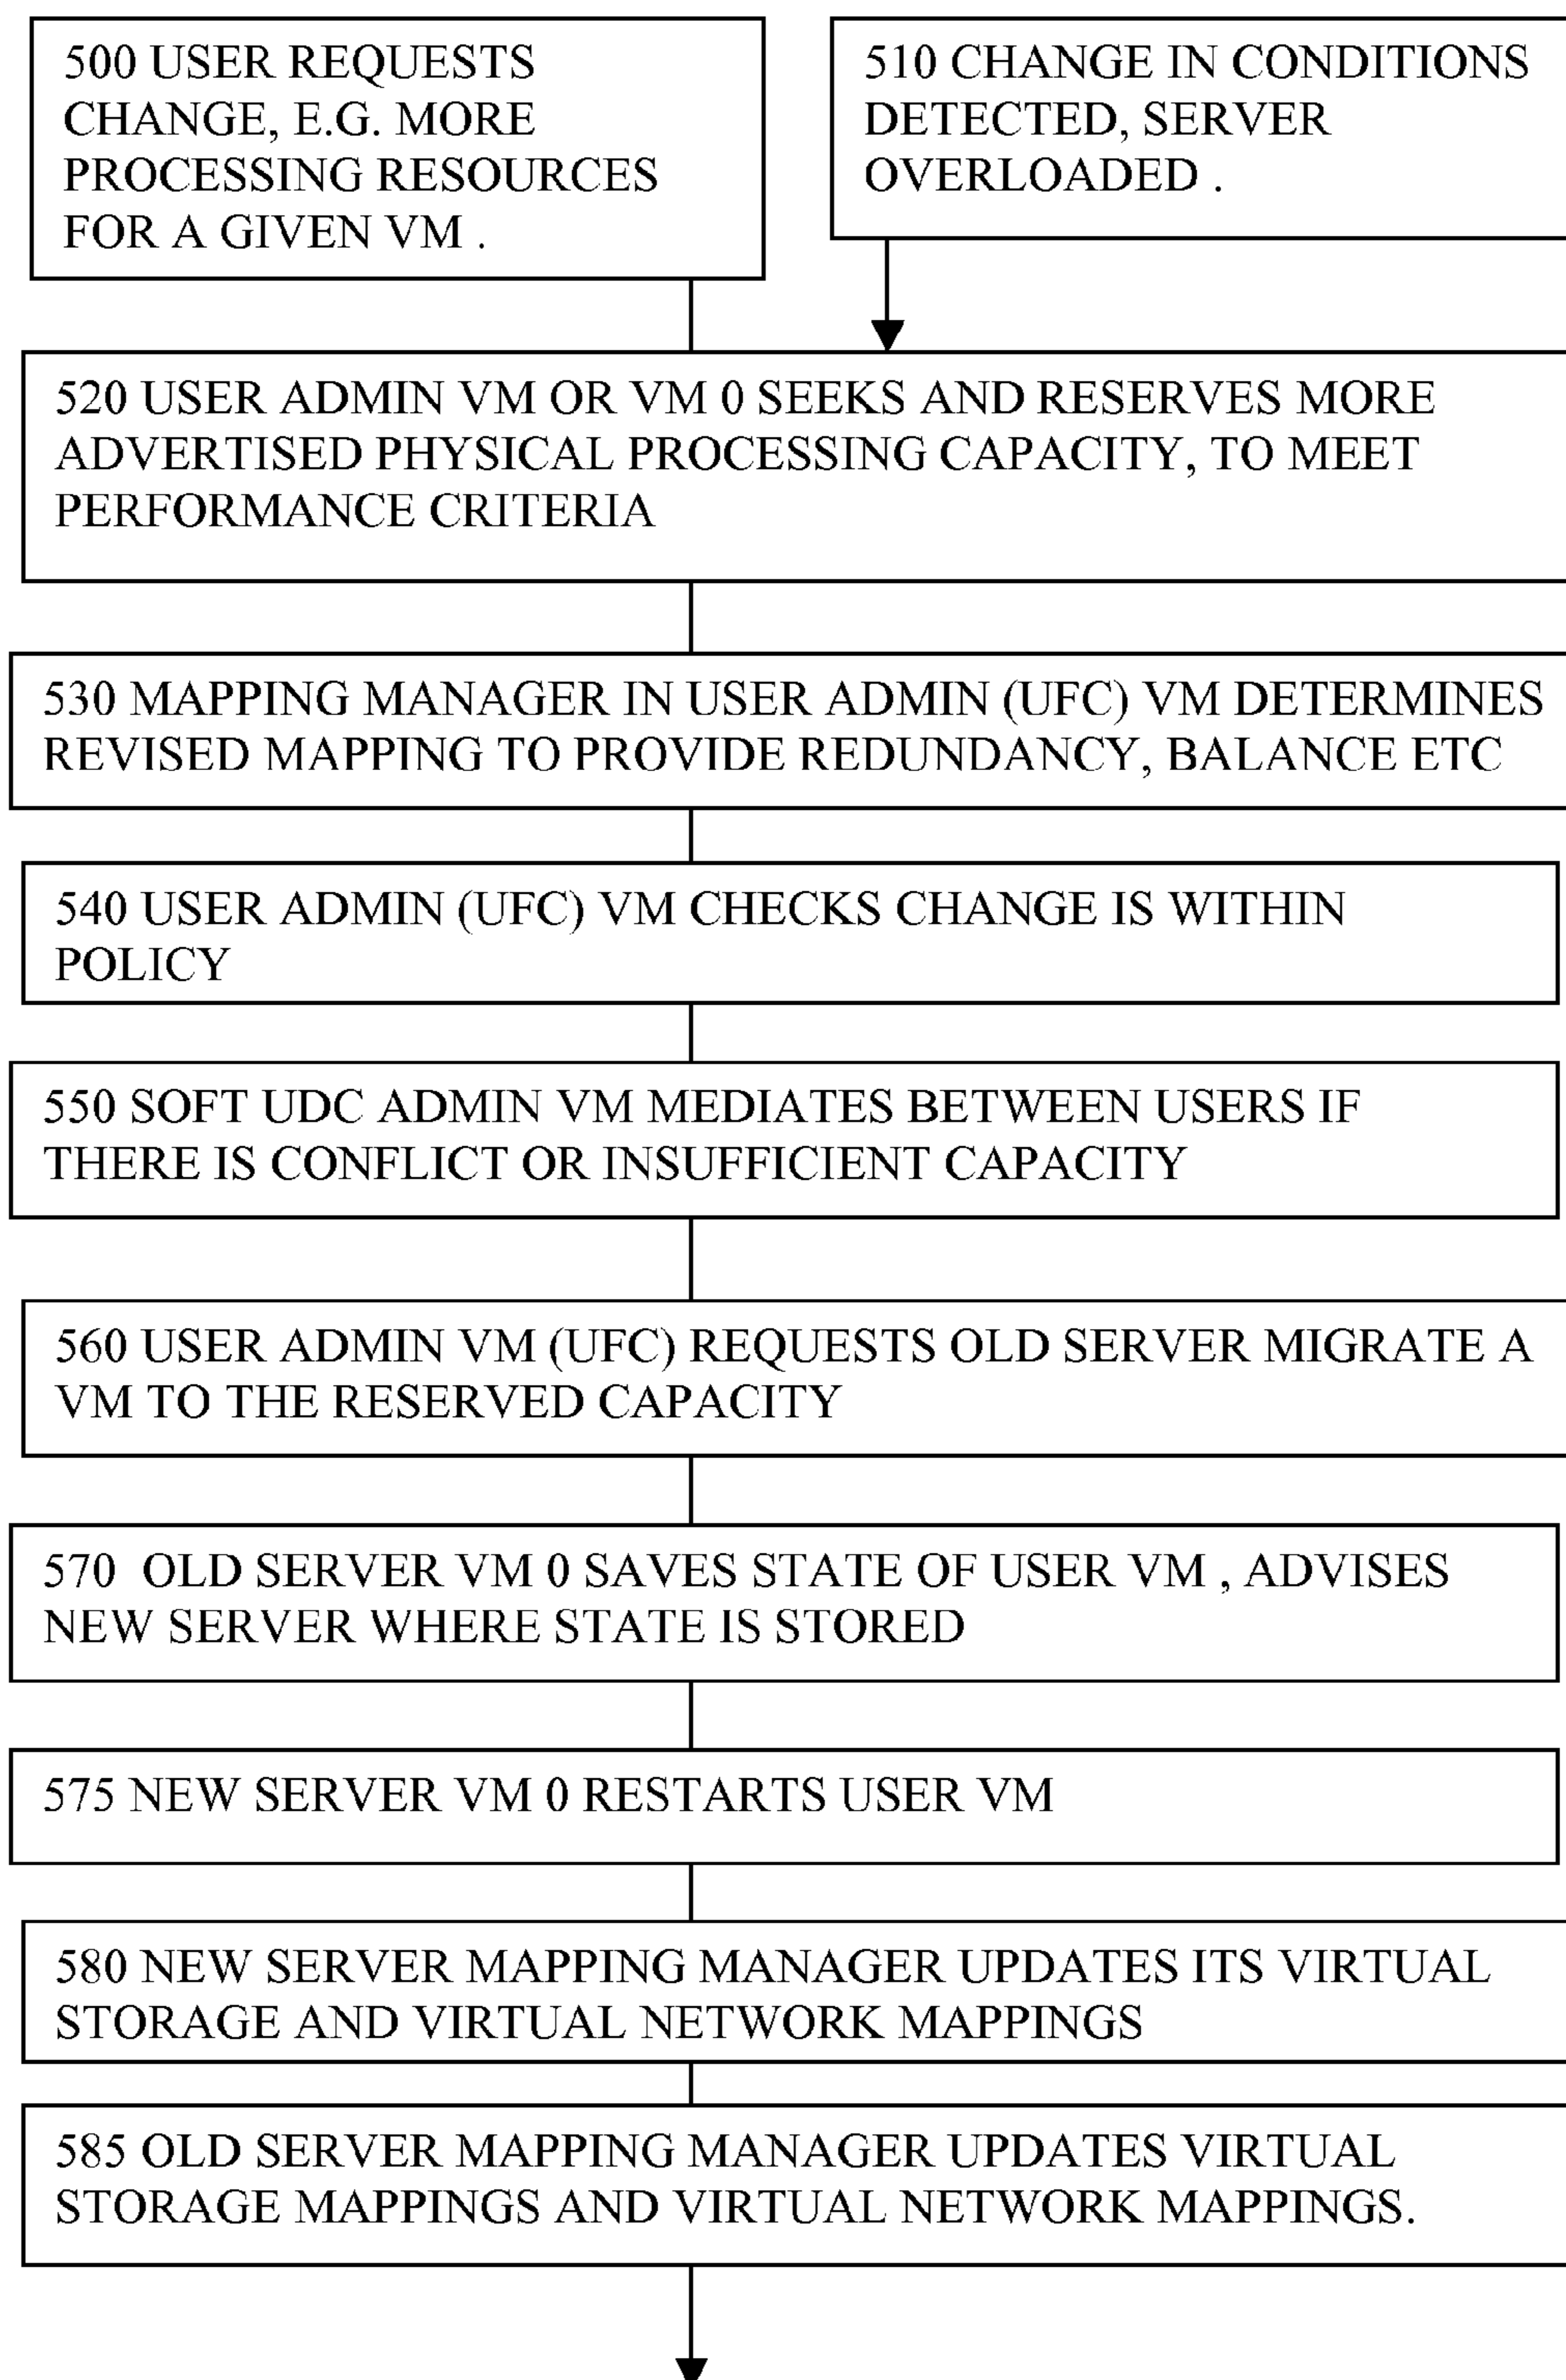 500 USER REQUESTS
CHANGE, E.G. MORE
PROCESSING RESOURCES
FOR A GIVEN VM .
510 CHANGE IN CONDITIONS
DETECTED, SERVER
OVERLOADED .
520 USER ADMIN VM OR VM 0 SEEKS AND RESERVES MORE
ADVERTISED PHYSICAL PROCESSING CAPACITY, TO MEET
PERFORMANCE CRITERIA
530 MAPPING MANAGER IN USER ADMIN (UFC) VM DETERMINES
REVISED MAPPING TO PROVIDE REDUNDANCY, BALANCE ETC
540 USER ADMIN (UFC) VM CHECKS CHANGE IS WITHIN
POLICY
550 SOFT UDC ADMIN VM MEDIATES BETWEEN USERS IF
THERE IS CONFLICT OR INSUFFICIENT CAPACITY
560 USER ADMIN VM (UFC) REQUESTS OLD SERVER MIGRATE A
VM TO THE RESERVED CAPACITY
570 OLD SERVER VM 0 SAVES STATE OF USER VM , ADVISES
NEW SERVER WHERE STATE IS STORED
575 NEW SERVER VM 0 RESTARTS USER VM
580 NEW SERVER MAPPING MANAGER UPDATES ITS VIRTUAL
STORAGE AND VIRTUAL NETWORK MAPPINGS
585 OLD SERVER MAPPING MANAGER UPDATES VIRTUAL
STORAGE MAPPINGS AND VIRTUAL NETWORK MAPPINGS.